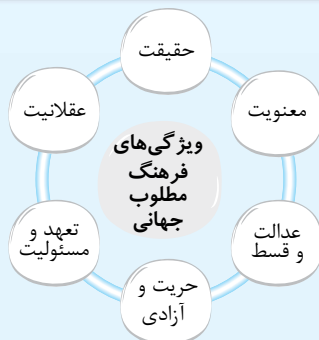 حقیقت
معنویت
عدالت
و قسط
حریت و
آزادی
تعهد و
مسئولیت
عقلانیت
ویژگی‌های
فرهنگ
مطلوب
جهانی